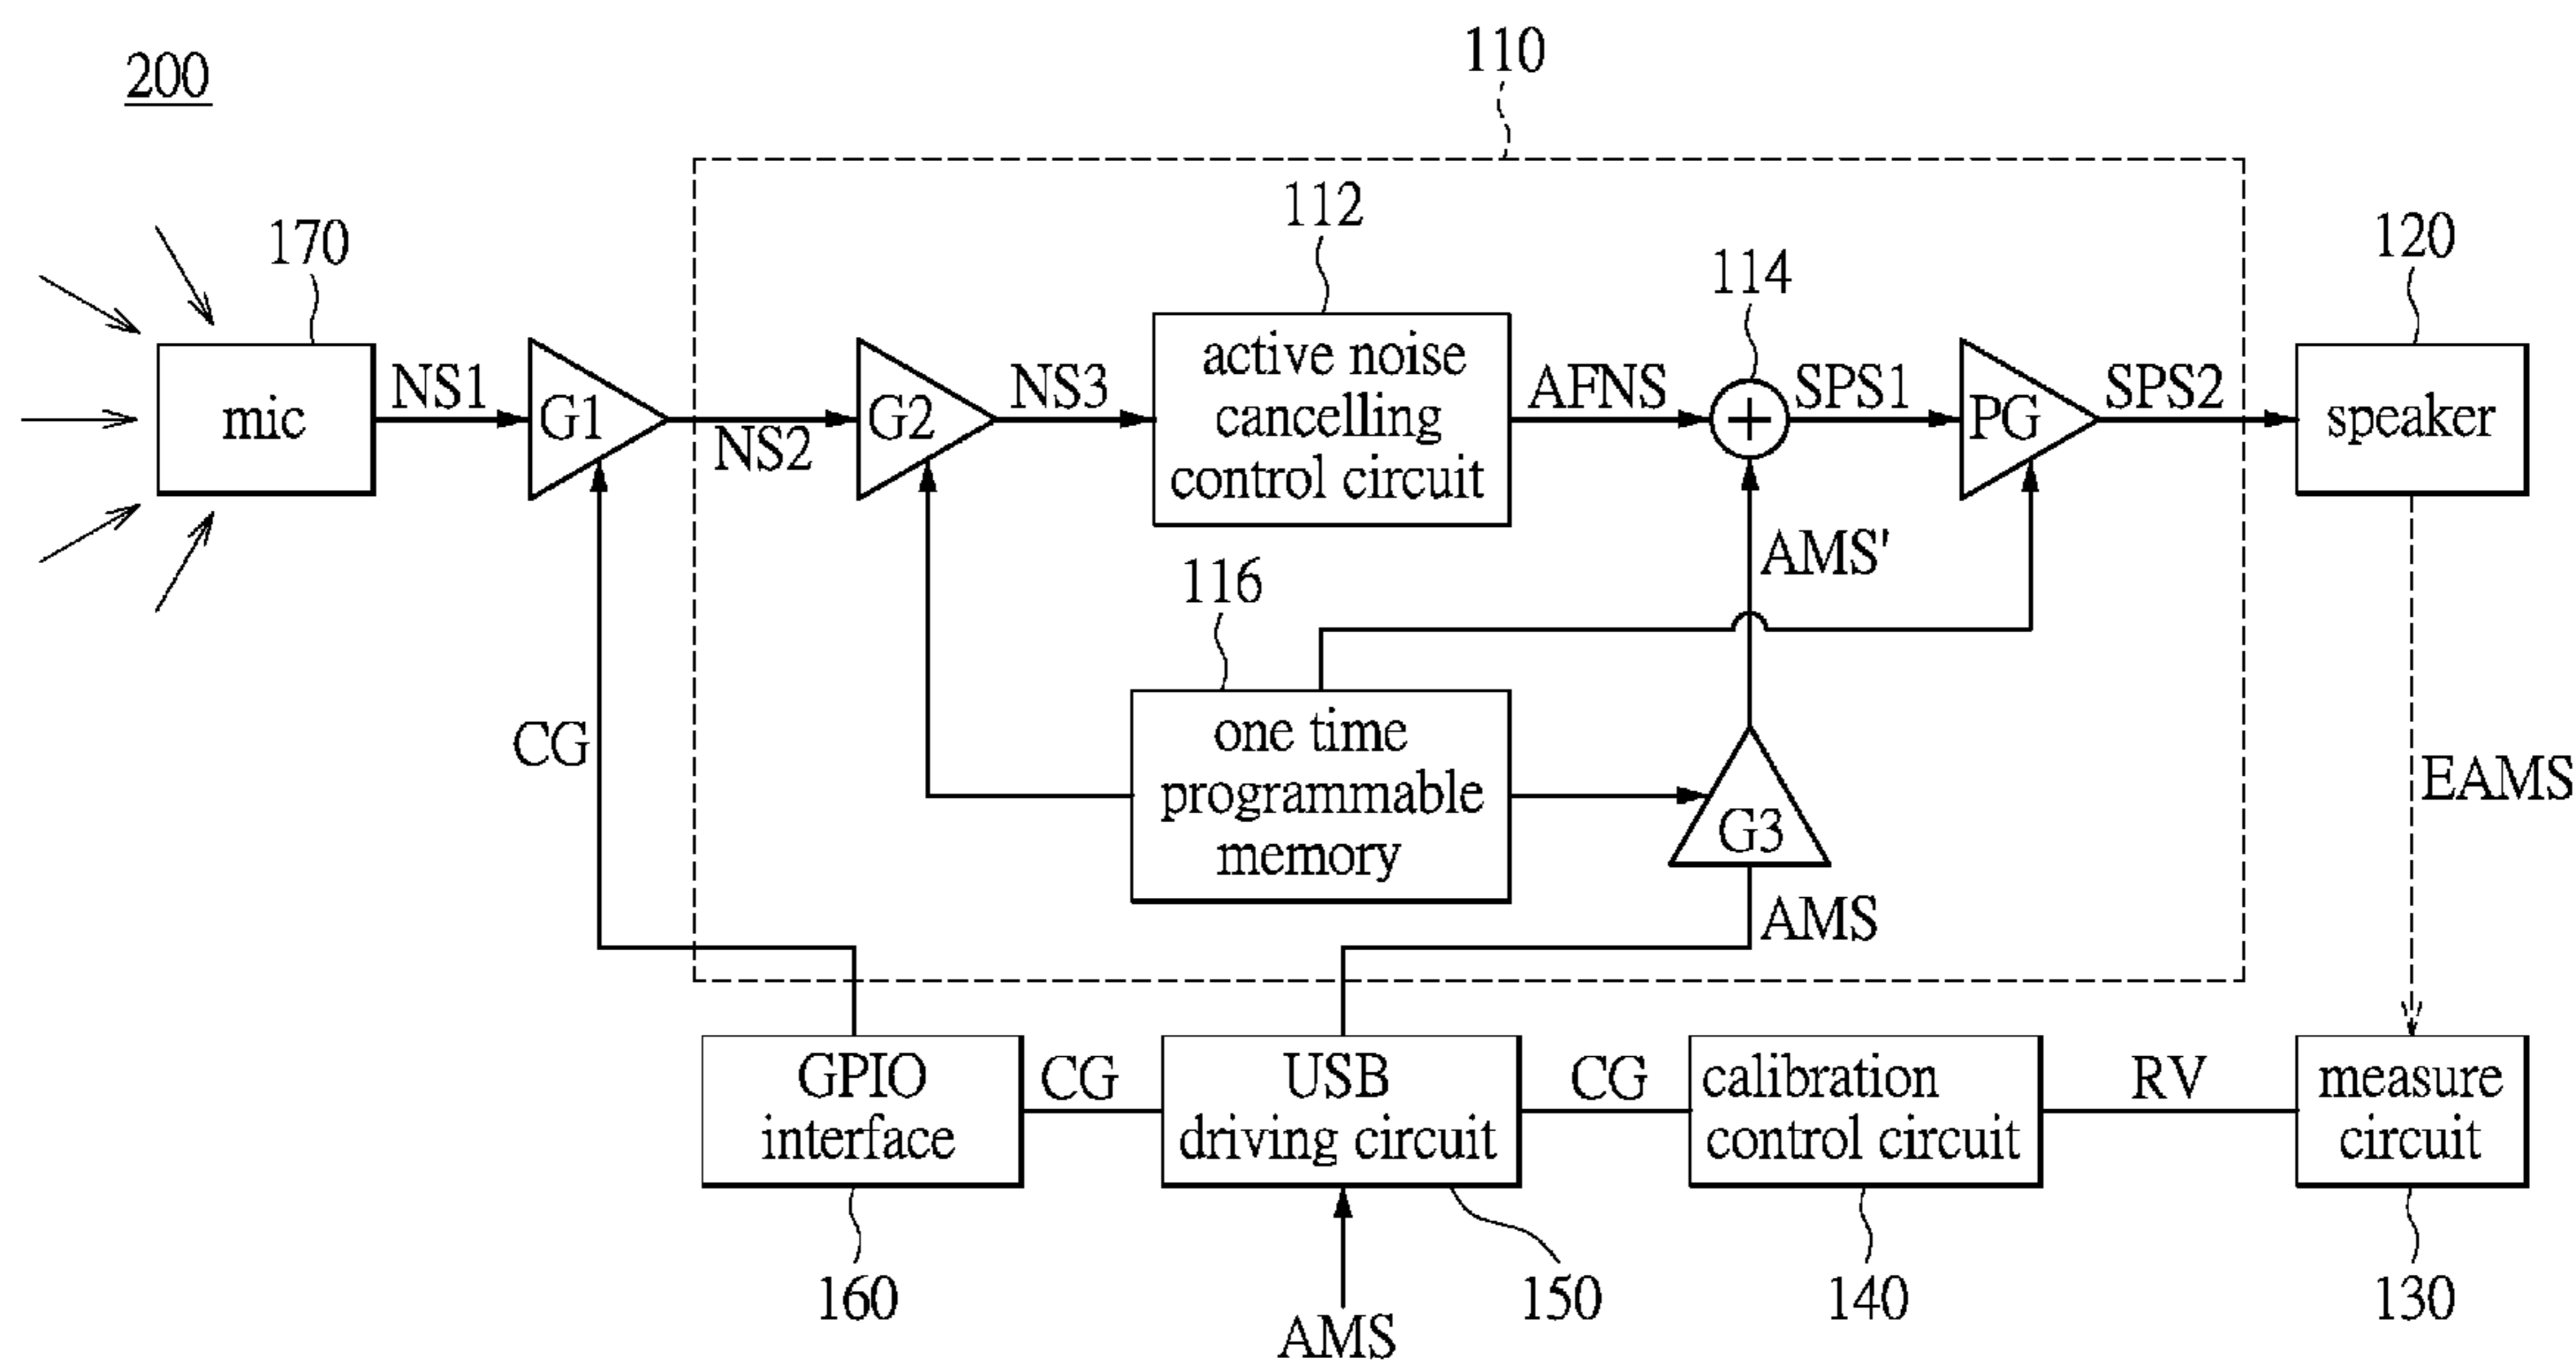 200
110
112
170
120
114
mic
NS1
G1
NS2
G2
NS3
active noise
cancelling
control circuit
AFNS
SPS1
PG
SPS2
speaker
AMS'
116
CG
one time
programmable
memory
G3
EAMS
AMS
GPIO
interface
CG
USB
driving circuit
CG
calibration
control circuit
RV
measure
circuit
160
150
140
130
AMS